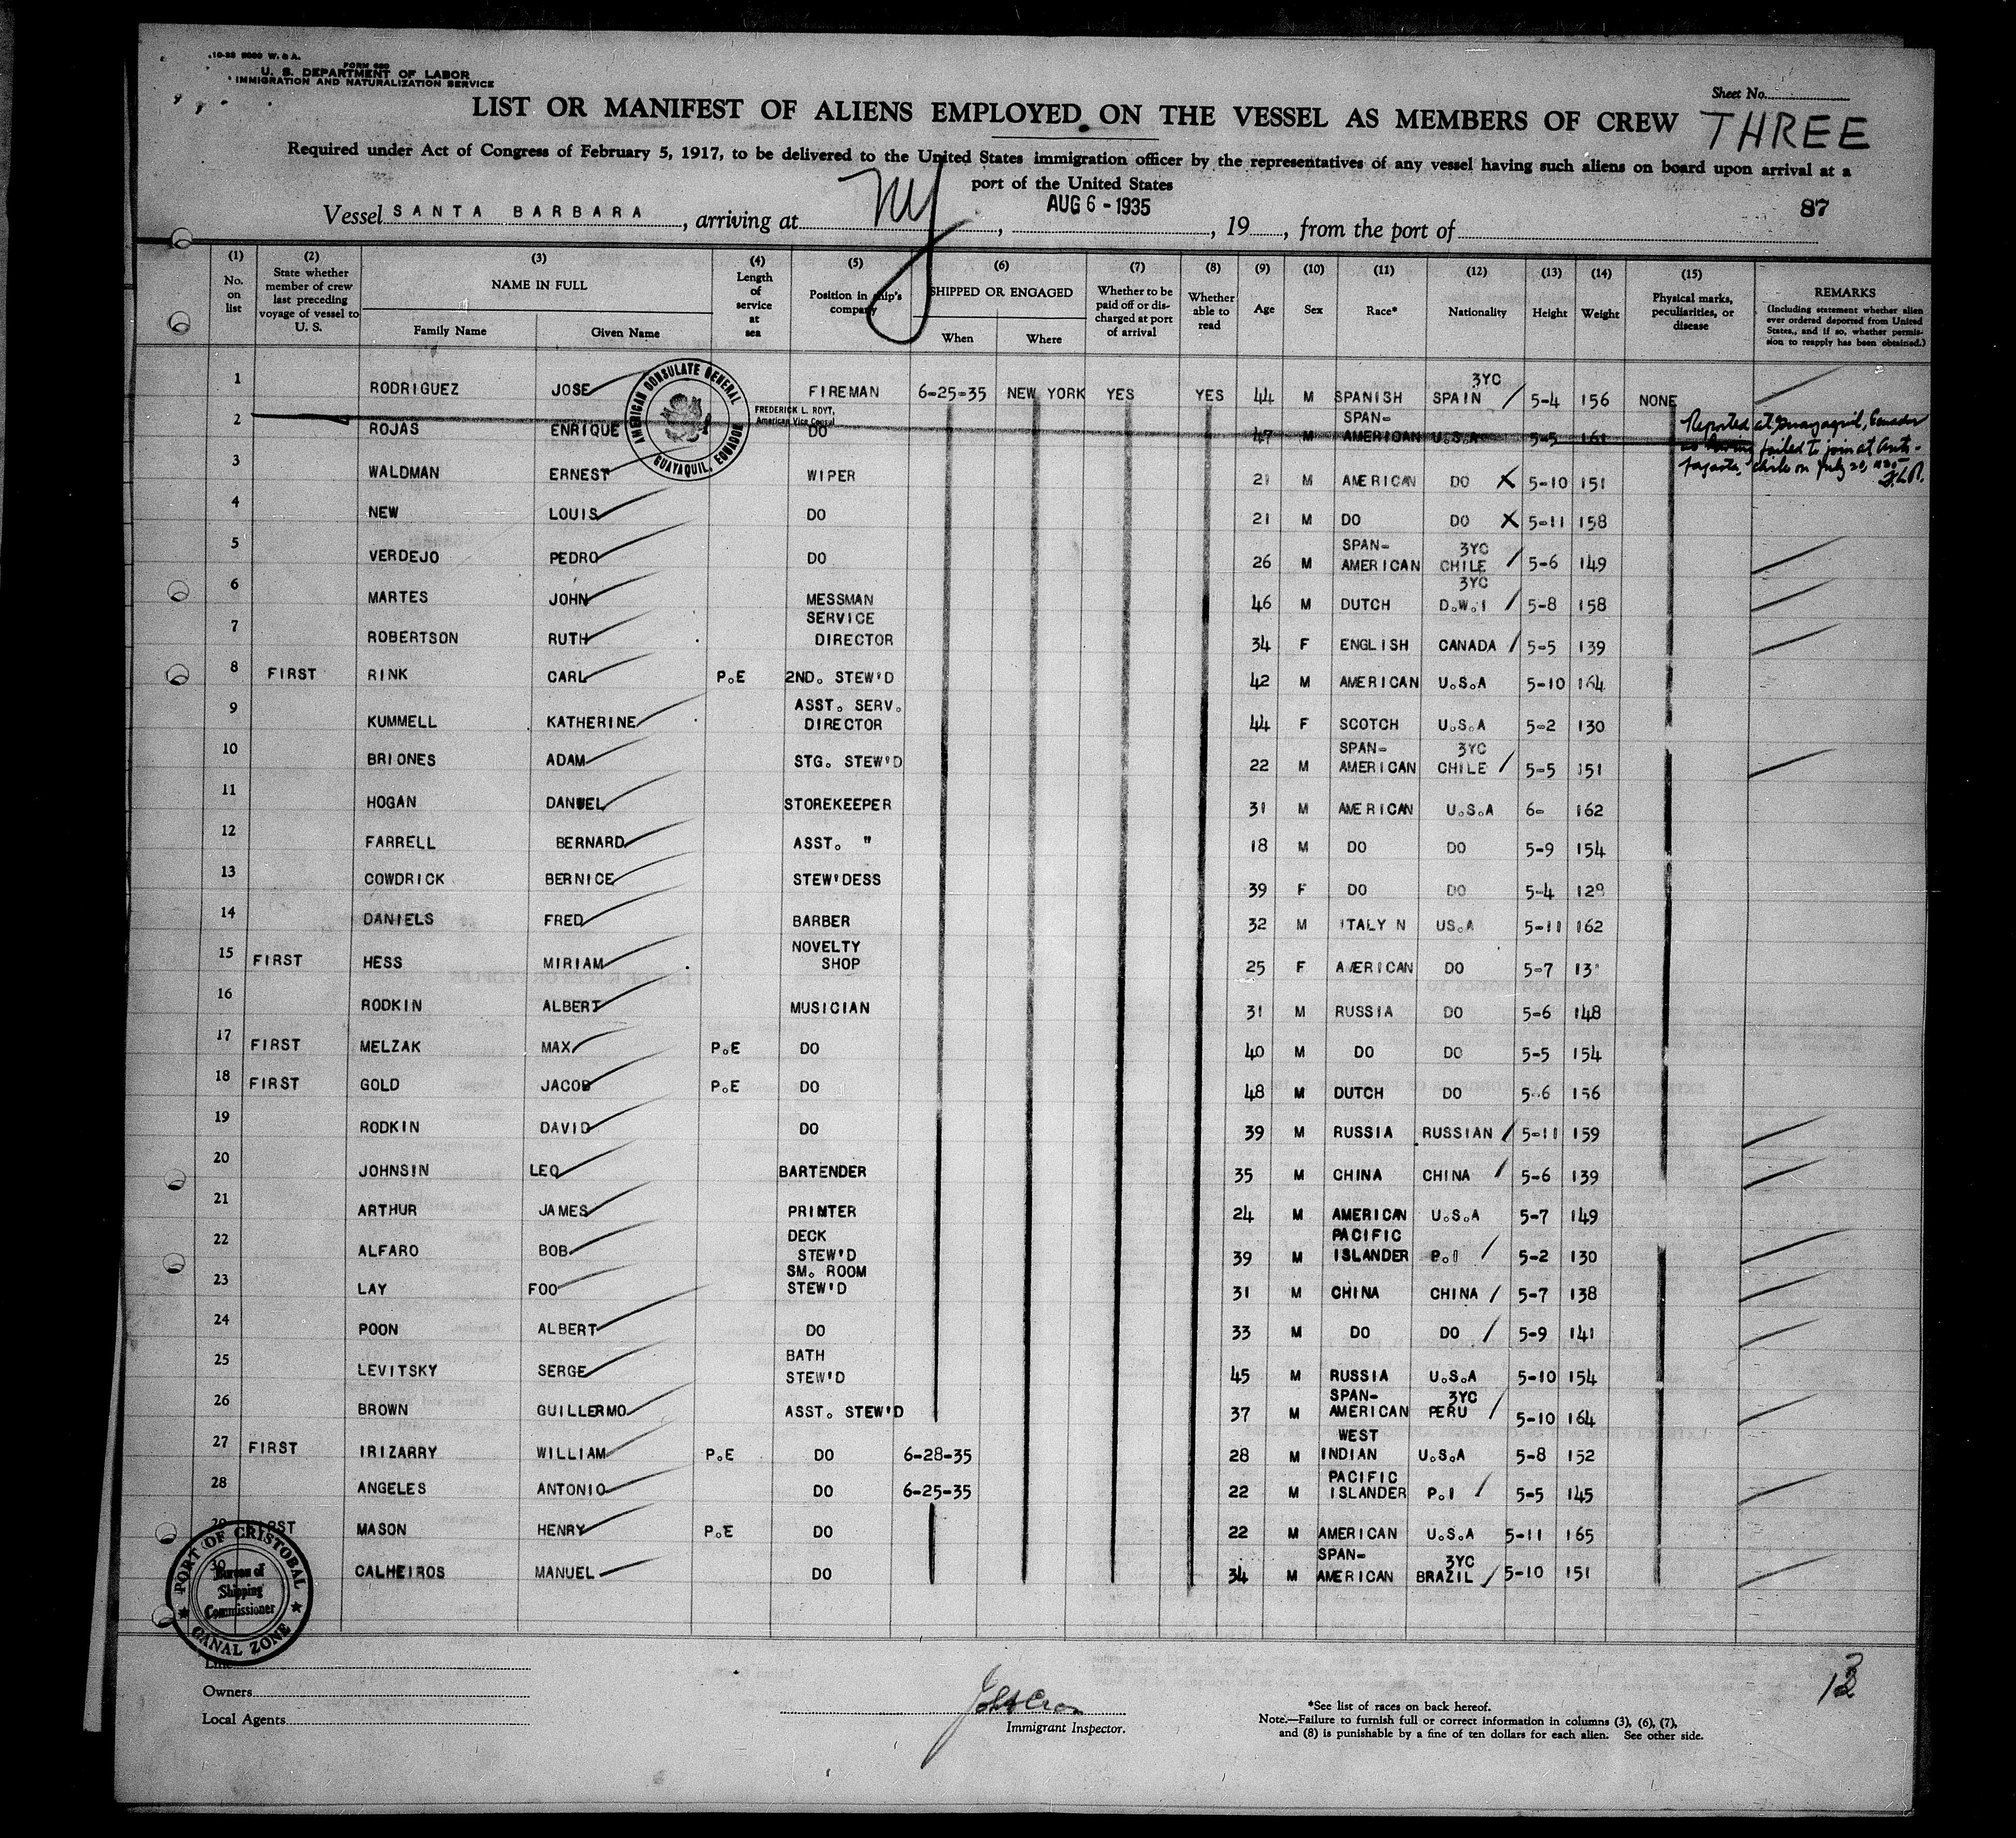 10-33 5000 W. & A.
FORM 680
U. S. DEPARTMENT OF LABOR
IMMIGRATION AND NATURALIZATION SERVICE
Sheet No.
LIST OR MANIFEST OF ALIENS EMPLOYED ON THE VESSEL AS MEMBERS OF CREW THREE
Required under Act of Congress of February 5, 1917, to be delivered to the United States immigration officer by the representatives of any vessel having such aliens on board upon arrival at a
port of the United States
Vessel SANTA BARBARA, arriving at NY, AUG 6 - 1935, 19, from the port of 87
(1) No. on list (2) State whether member of crew last preceding voyage of vessel to U. S. (3) NAME IN FULL Family Name Given Name (4) Length of service at sea (5) Position in ship's company (6) SHIPPED OR ENGAGED When Where (7) Whether to be paid off or discharged at port of arrival (8) Whether able to read (9) Age (10) Sex (11) Race* (12) Nationality (13) Height (14) Weight (15) Physical marks, peculiarities, or disease REMARKS (Including statement whether alien ever ordered deported from United States, and if so, whether permission to reapply has been obtained.)
1 RODRIGUEZ JOSE FIREMAN 6-25-35 NEW YORK YES YES 44 M SPANISH 3YC SPAIN 5-4 156 NONE
AMERICAN CONSULATE GENERAL GUAYAQUIL, ECUADOR
FREDERICK L. ROYT,
American Vice Consul
2 ROJAS ENRIQUE DO 47 M SPAN-AMERICAN U.S.A 5-5 161 Reported at Guayaquil, Ecuador as having failed to join at Antofagasta, Chile on July 20, 1935 F.L.R.
3 WALDMAN ERNEST WIPER 21 M AMERICAN DO X 5-10 151
4 NEW LOUIS DO 21 M DO DO X 5-11 158
5 VERDEJO PEDRO DO 26 M SPAN-AMERICAN 3YC CHILE 5-6 149
6 MARTES JOHN MESSMAN 46 M DUTCH 3YC D.W.I 5-8 158
7 ROBERTSON RUTH SERVICE DIRECTOR 34 F ENGLISH CANADA 5-5 139
8 FIRST RINK CARL P.E 2ND. STEW'D 42 M AMERICAN U.S.A 5-10 164
9 KUMMELL KATHERINE ASST. SERV. DIRECTOR 44 F SCOTCH U.S.A 5-2 130
10 BRIONES ADAM STG. STEW'D 22 M SPAN-AMERICAN 3YC CHILE 5-5 151
11 HOGAN DANUEL STOREKEEPER 31 M AMERICAN U.S.A 6- 162
12 FARRELL BERNARD ASST. " 18 M DO DO 5-9 154
13 COWDRICK BERNICE STEW'DESS 39 F DO DO 5-4 129
14 DANIELS FRED BARBER 32 M ITALY N US.A 5-11 162
15 FIRST HESS MIRIAM NOVELTY SHOP 25 F AMERICAN DO 5-7
16 RODKIN ALBERT MUSICIAN 31 M RUSSIA DO 5-6 148
17 FIRST MELZAK MAX P.E DO 40 M DO DO 5-5 154
18 FIRST GOLD JACOB P.E DO 48 M DUTCH DO 5-6 156
19 RODKIN DAVID DO 39 M RUSSIA RUSSIAN 5-11 159
20 JOHNSIN LEO BARTENDER 35 M CHINA CHINA 5-6 139
21 ARTHUR JAMES PRINTER 24 M AMERICAN U.S.A 5-7 149
22 ALFARO BOB DECK STEW'D 39 M PACIFIC ISLANDER P.I 5-2 130
23 LAY FOO SM. ROOM STEW'D 31 M CHINA CHINA 5-7 138
24 POON ALBERT DO 33 M DO DO 5-9 141
25 LEVITSKY SERGE BATH STEW'D 45 M RUSSIA U.S.A 5-10 154
26 BROWN GUILLERMO ASST. STEW'D 37 M SPAN-AMERICAN 3YC PERU 5-10 164
27 FIRST IRIZARRY WILLIAM P.E DO 6-28-35 28 M WEST INDIAN U.S.A 5-8 152
28 ANGELES ANTONIO DO 6-25-35 22 M PACIFIC ISLANDER P.I 5-5 145
29 MASON HENRY P.E DO 22 M AMERICAN U.S.A 5-11 165
30 CALHEIROS MANUEL DO 34 M SPAN-AMERICAN 3YC BRAZIL 5-10 151
PORT OF CRISTOBAL
Bureau of
Shipping
Commissioner
CANAL ZONE
Line
Owners
Local Agents
Immigrant Inspector.
*See list of races on back hereof.
Note.—Failure to furnish full or correct information in columns (3), (6), (7),
and (8) is punishable by a fine of ten dollars for each alien. See other side.